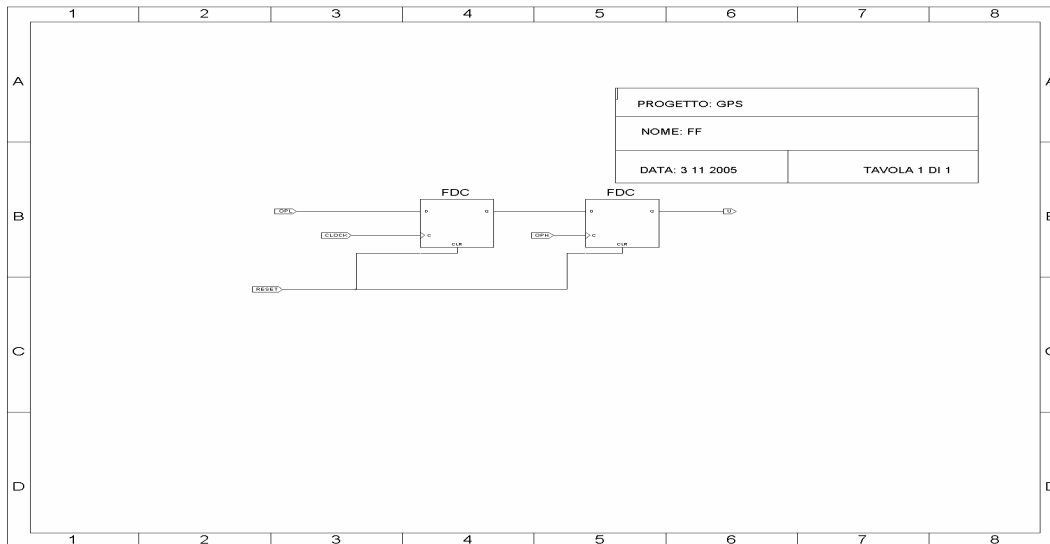 1 2 3 4 5 6 7 8
A A
PROGETTO: GPS
NOME: FF
DATA: 3 11 2005 TAVOLA 1 DI 1
FDC FDC
B
OPL D Q D Q U
CLOCK C OPH C
CLR CLR
RESET
C
D
1 2 3 4 5 6 7 8